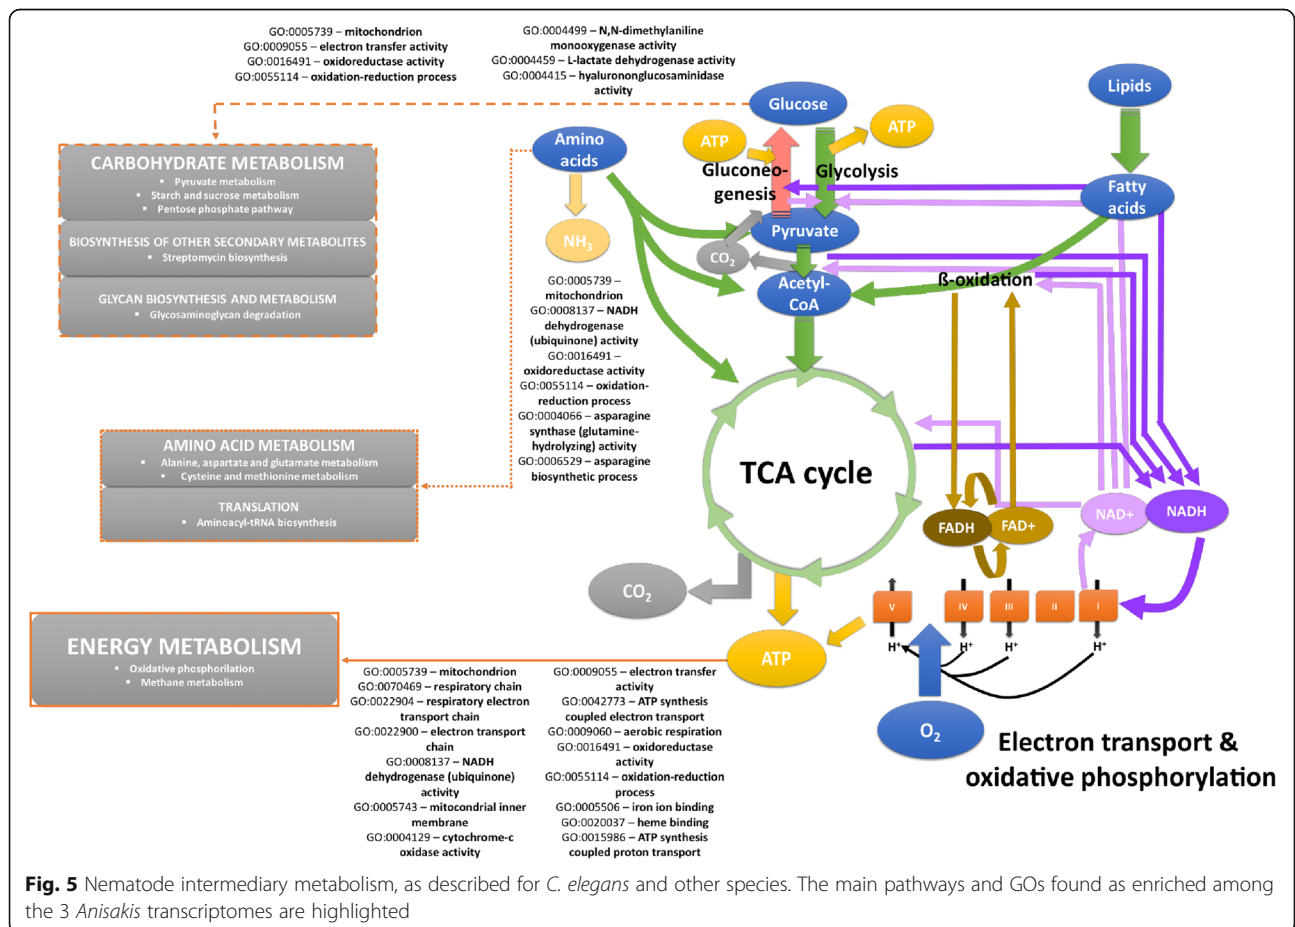 GO:0005739 – mitochondrion
GO:0009055 – electron transfer activity
GO:0016491 – oxidoreductase activity
GO:0055114 – oxidation-reduction process
GO:0004499 – N,N-dimethylaniline
monooxygenase activity
GO:0004459 – L-lactate dehydrogenase activity
GO:0004415 – hyaluronoglucosaminidase
activity
Glucose
Lipids
ATP
ATP
Amino
acids
Gluconeo-
genesis
Glycolysis
Fatty
acids
CARBOHYDRATE METABOLISM
▪ Pyruvate metabolism
▪ Starch and sucrose metabolism
▪ Pentose phosphate pathway
BIOSYNTHESIS OF OTHER SECONDARY METABOLITES
▪ Streptomycin biosynthesis
GLYCAN BIOSYNTHESIS AND METABOLISM
▪ Glycosaminoglycan degradation
NH₃
Pyruvate
CO₂
Acetyl-
CoA
ß-oxidation
GO:0005739 –
mitochondrion
GO:0008137 – NADH
dehydrogenase
(ubiquinone) activity
GO:0016491 –
oxidoreductase activity
GO:0055114 – oxidation-
reduction process
GO:0004066 – asparagine
synthase (glutamine-
hydrolyzing) activity
GO:0006529 – asparagine
biosynthetic process
AMINO ACID METABOLISM
▪ Alanine, aspartate and glutamate metabolism
▪ Cysteine and methionine metabolism
TRANSLATION
▪ Aminoacyl-tRNA biosynthesis
TCA cycle
FADH
FAD+
NAD+
NADH
CO₂
V
IV
III
II
I
H⁺
H⁺
H⁺
H⁺
ENERGY METABOLISM
▪ Oxidative phosphorilation
▪ Methane metabolism
ATP
O₂
Electron transport &
oxidative phosphorylation
GO:0005739 – mitochondrion
GO:0070469 – respiratory chain
GO:0022904 – respiratory electron
transport chain
GO:0022900 – electron transport
chain
GO:0008137 – NADH
dehydrogenase (ubiquinone)
activity
GO:0005743 – mitocondrial inner
membrane
GO:0004129 – cytochrome-c
oxidase activity
GO:0009055 – electron transfer
activity
GO:0042773 – ATP synthesis
coupled electron transport
GO:0009060 – aerobic respiration
GO:0016491 – oxidoreductase
activity
GO:0055114 – oxidation-reduction
process
GO:0005506 – iron ion binding
GO:0020037 – heme binding
GO:0015986 – ATP synthesis
coupled proton transport
Fig. 5 Nematode intermediary metabolism, as described for C. elegans and other species. The main pathways and GOs found as enriched among
the 3 Anisakis transcriptomes are highlighted